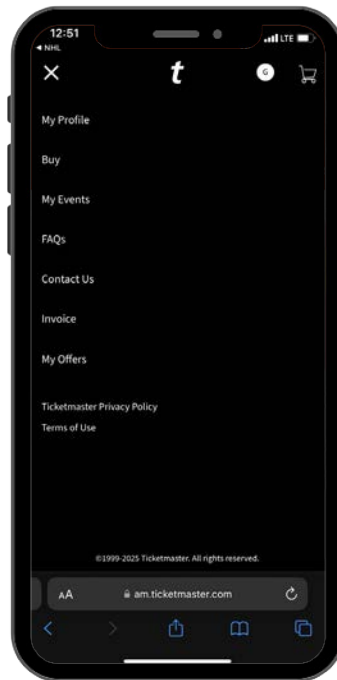 12:51
LTE
◀ NHL
t
G
My Profile
Buy
My Events
FAQs
Contact Us
Invoice
My Offers
Ticketmaster Privacy Policy
Terms of Use
©1999-2025 Ticketmaster. All rights reserved.
AA
am.ticketmaster.com